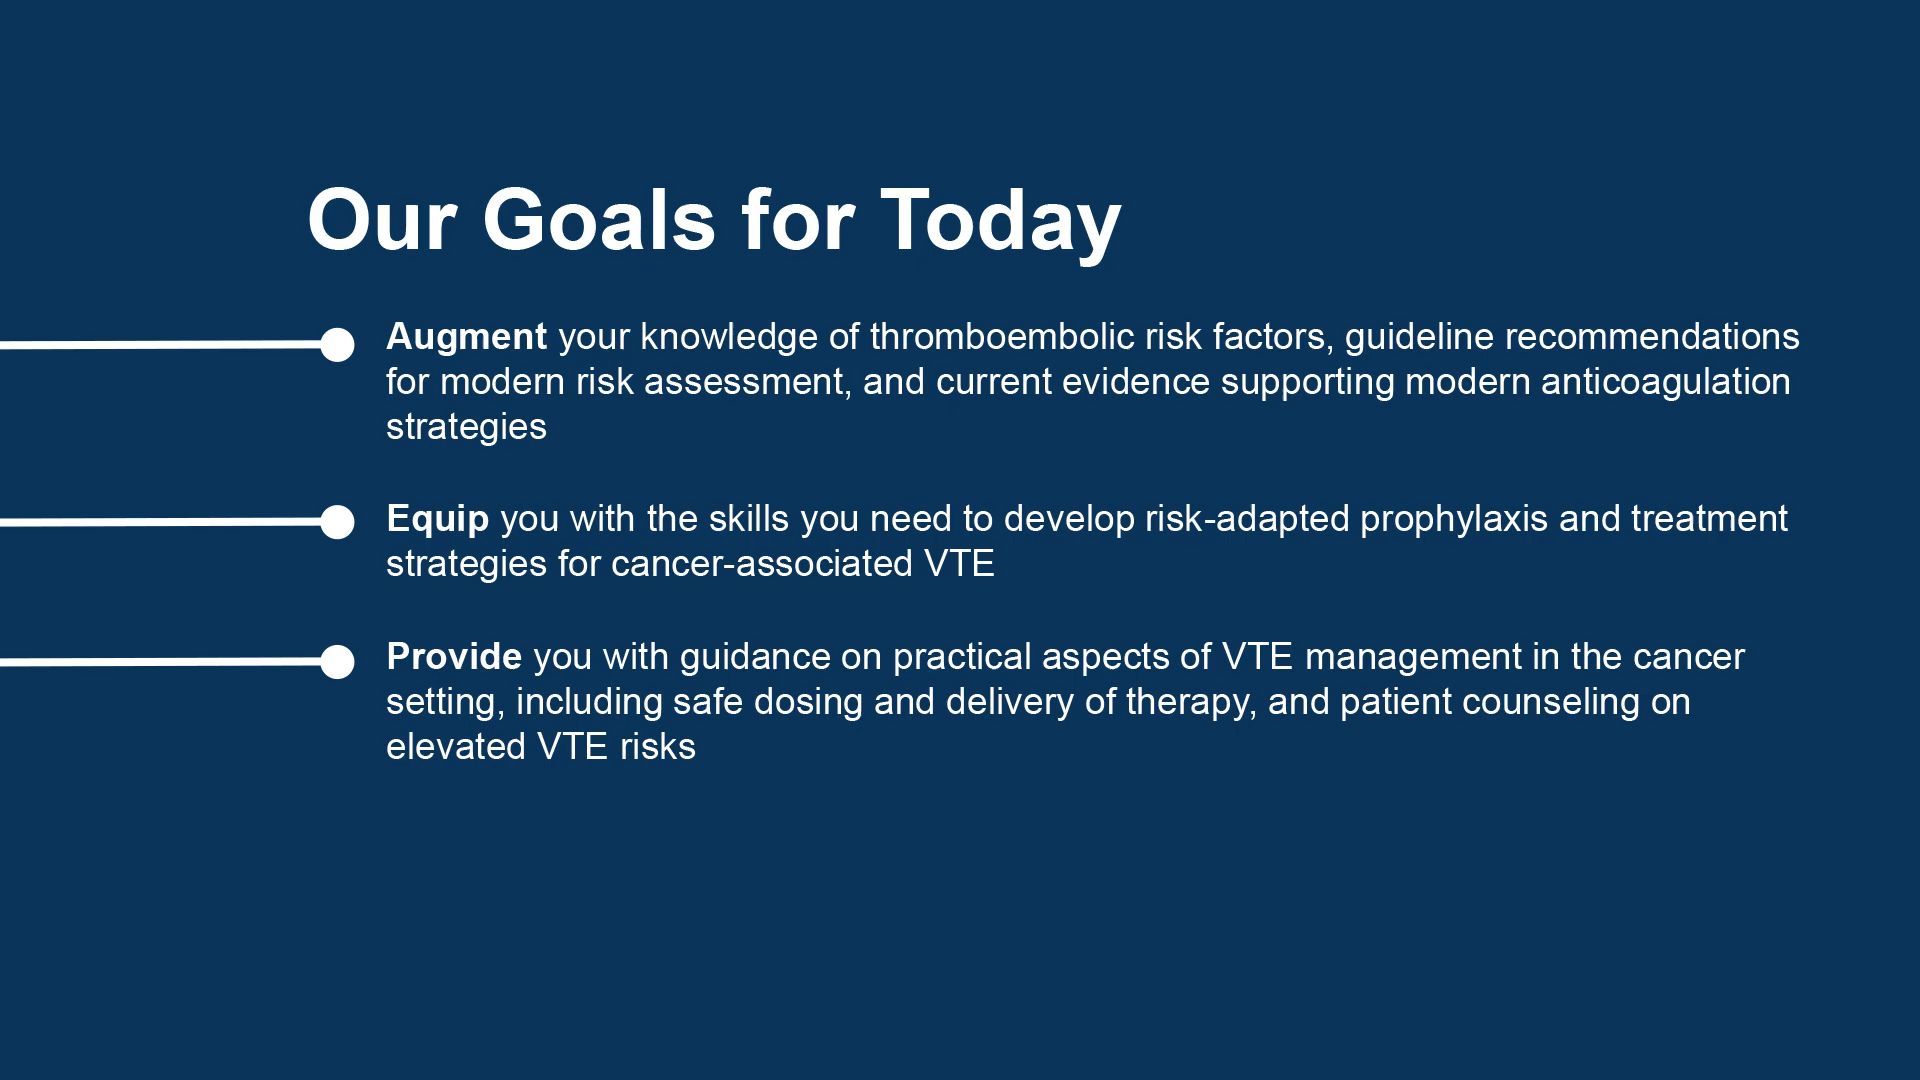 Our Goals for Today
Augment your knowledge of thromboembolic risk factors, guideline recommendations
for modern risk assessment, and current evidence supporting modern anticoagulation
strategies
Equip you with the skills you need to develop risk-adapted prophylaxis and treatment
strategies for cancer-associated VTE
Provide you with guidance on practical aspects of VTE management in the cancer
setting, including safe dosing and delivery of therapy, and patient counseling on
elevated VTE risks